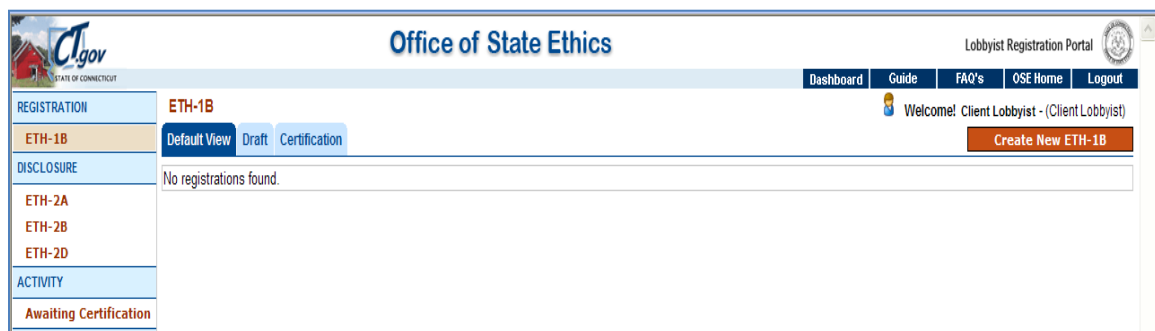 CT.gov
STATE OF CONNECTICUT
Office of State Ethics
Lobbyist Registration Portal
Dashboard Guide FAQ's OSE Home Logout
REGISTRATION
ETH-1B
DISCLOSURE
ETH-2A
ETH-2B
ETH-2D
ACTIVITY
Awaiting Certification
ETH-1B
Welcome! Client Lobbyist - (Client Lobbyist)
Default View Draft Certification
Create New ETH-1B
No registrations found.